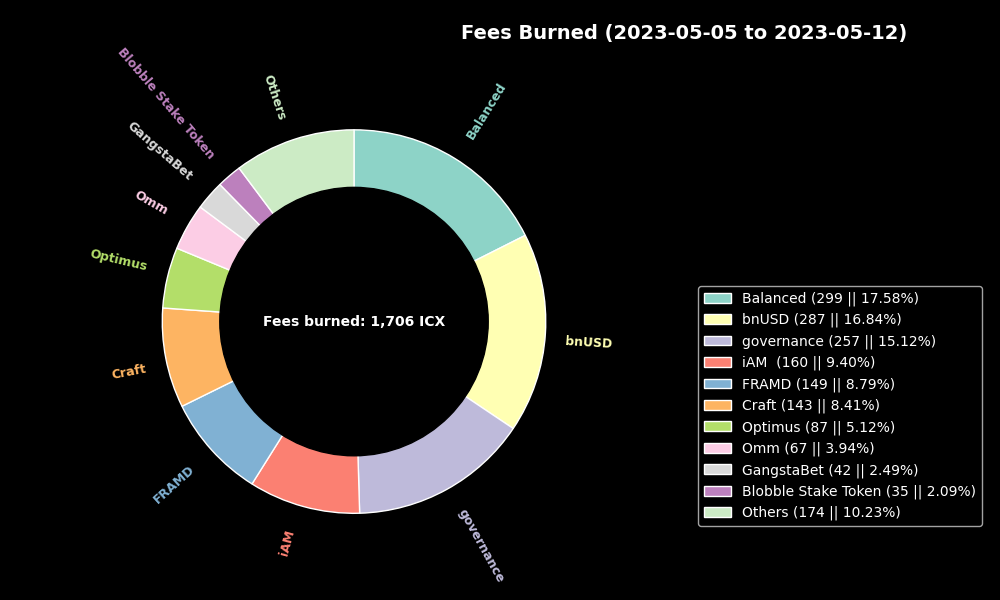 Fees Burned (2023-05-05 to 2023-05-12)
Balanced
bnUSD
governance
iAM
FRAMD
Craft
Optimus
Omm
GangstaBet
Blobble Stake Token
Others
Fees burned: 1,706 ICX
Balanced (299 || 17.58%)
bnUSD (287 || 16.84%)
governance (257 || 15.12%)
iAM  (160 || 9.40%)
FRAMD (149 || 8.79%)
Craft (143 || 8.41%)
Optimus (87 || 5.12%)
Omm (67 || 3.94%)
GangstaBet (42 || 2.49%)
Blobble Stake Token (35 || 2.09%)
Others (174 || 10.23%)